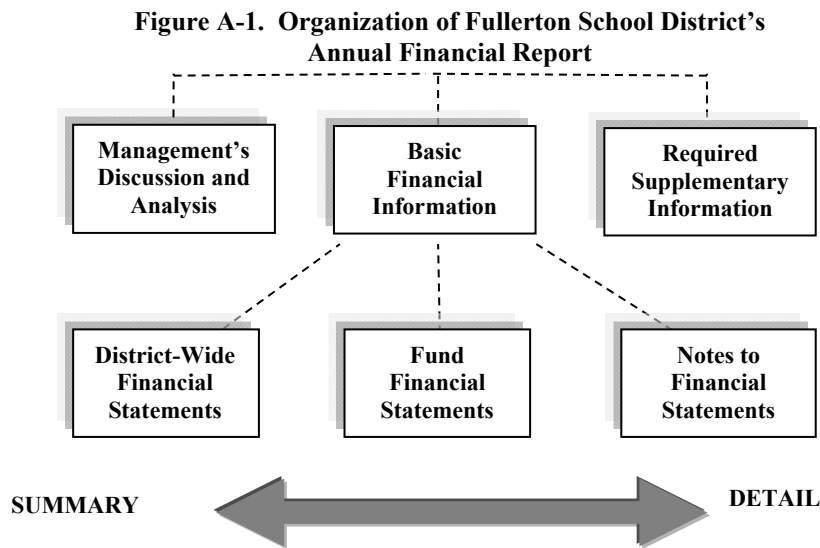 Figure A-1. Organization of Fullerton School District's
Annual Financial Report
Management's
Discussion and
Analysis
Basic
Financial
Information
Required
Supplementary
Information
District-Wide
Financial
Statements
Fund
Financial
Statements
Notes to
Financial
Statements
SUMMARY
DETAIL